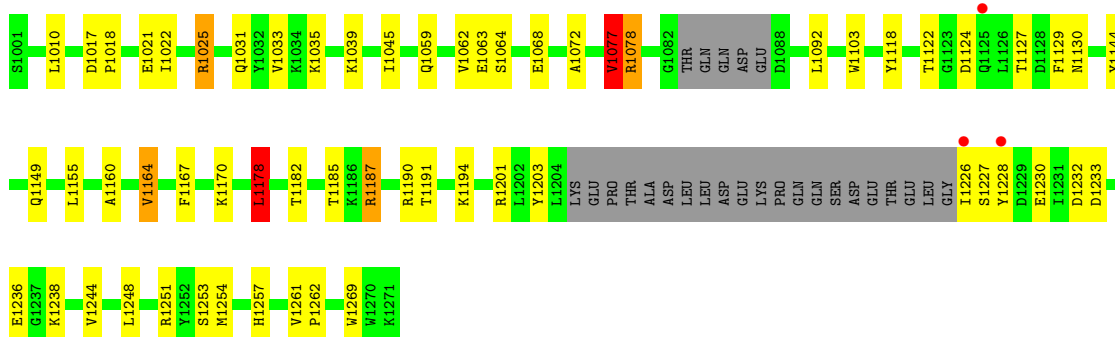 S1001 L1010 D1017 P1018 E1021 I1022 R1025 Q1031 Y1032 V1033 K1034 K1035 K1039 I1045 Q1059 V1062 E1063 S1064 E1068 A1072 V1077 R1078 G1082 THR GLN GLN ASP GLU D1088 L1092 W1103 Y1118 T1122 G1123 D1124 Q1125 L1126 T1127 D1128 F1129 N1130
Q1149 L1155 A1160 V1164 F1167 K1170 L1178 T1182 T1185 K1186 R1187 R1190 T1191 K1194 R1201 L1202 Y1203 L1204 LYS GLU PRO THR ALA ASP LEU LEU ASP GLU LYS PRO GLN GLN SER ASP GLU THR GLU LEU GLY I1226 S1227 Y1228 D1229 E1230 I1231 D1232 D1233
E1236 G1237 K1238 V1244 L1248 R1251 Y1252 S1253 M1254 H1257 V1261 P1262 W1269 W1270 K1271